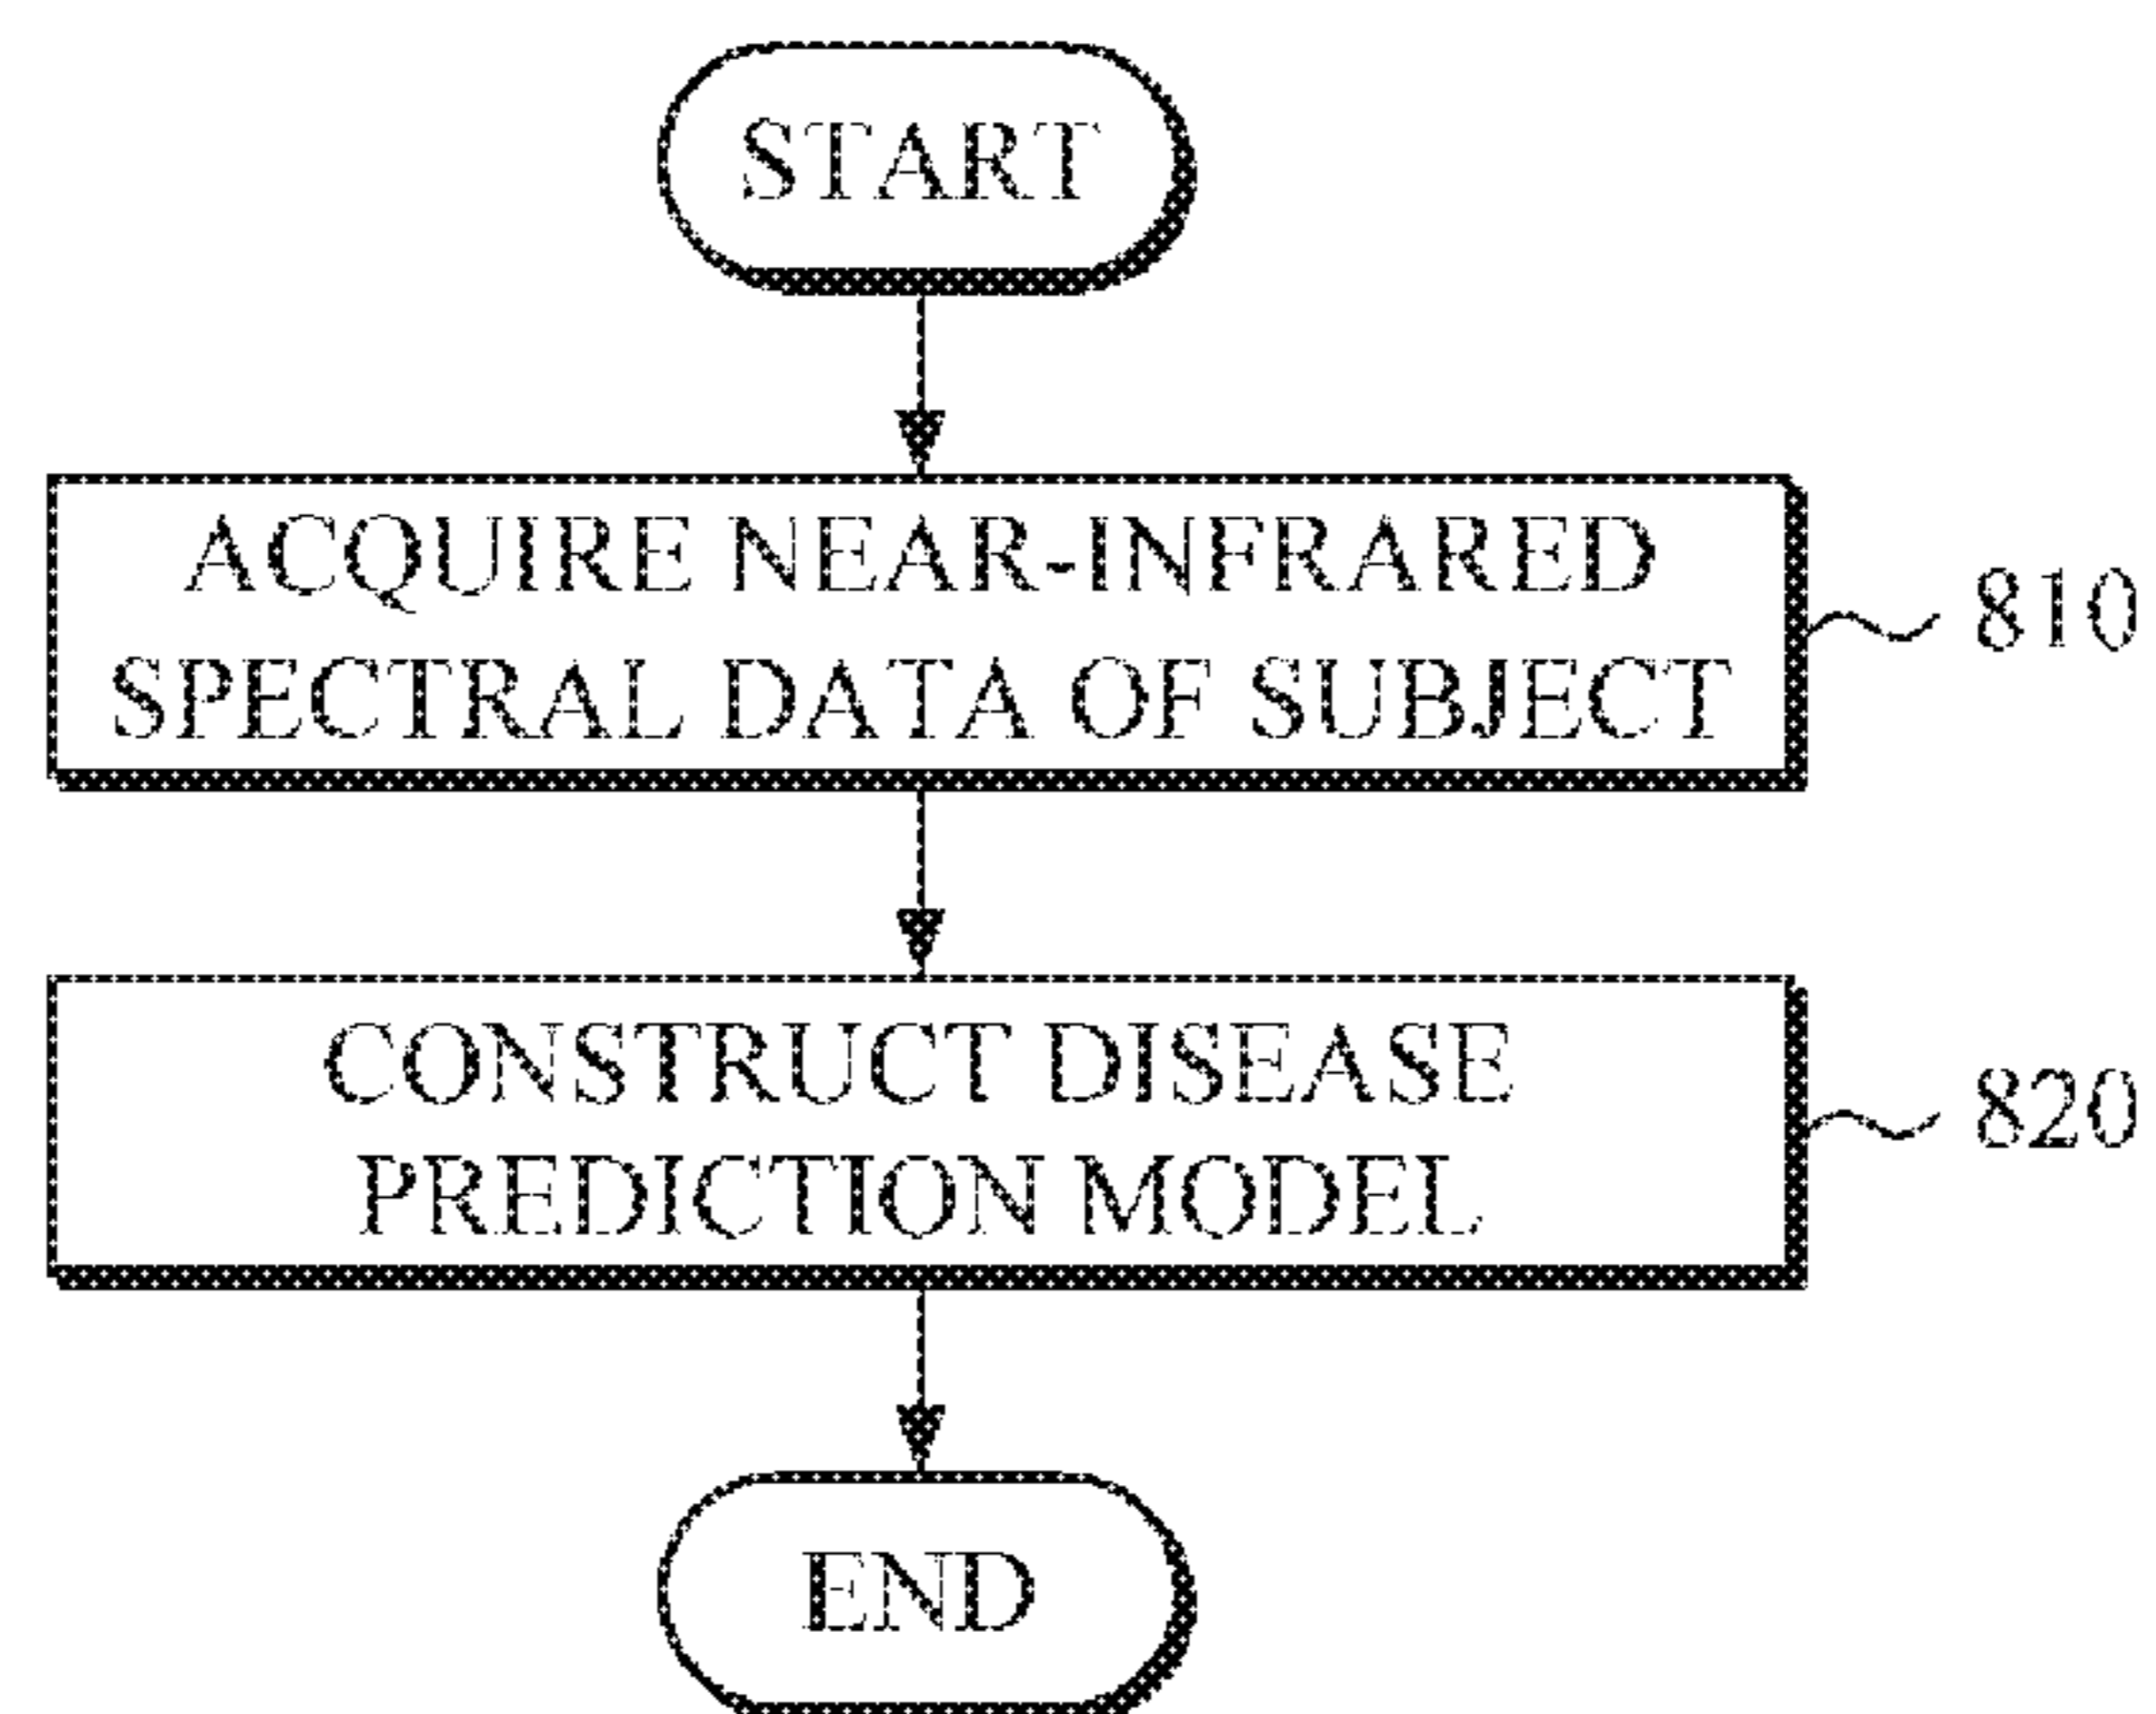 START
ACQUIRE NEAR-INFRARED
SPECTRAL DATA OF SUBJECT
810
CONSTRUCT DISEASE
PREDICTION MODEL
820
END